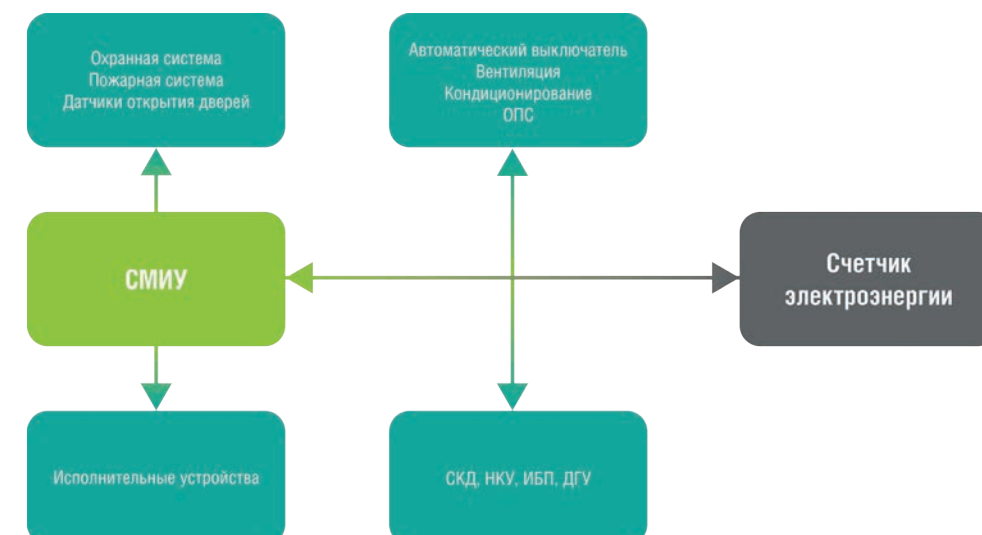 Охранная система
Пожарная система
Датчики открытия дверей
Автоматический выключатель
Вентиляция
Кондиционирование
ОПС
СМИУ
Счетчик
электроэнергии
Исполнительные устройства
СКД, НКУ, ИБП, ДГУ